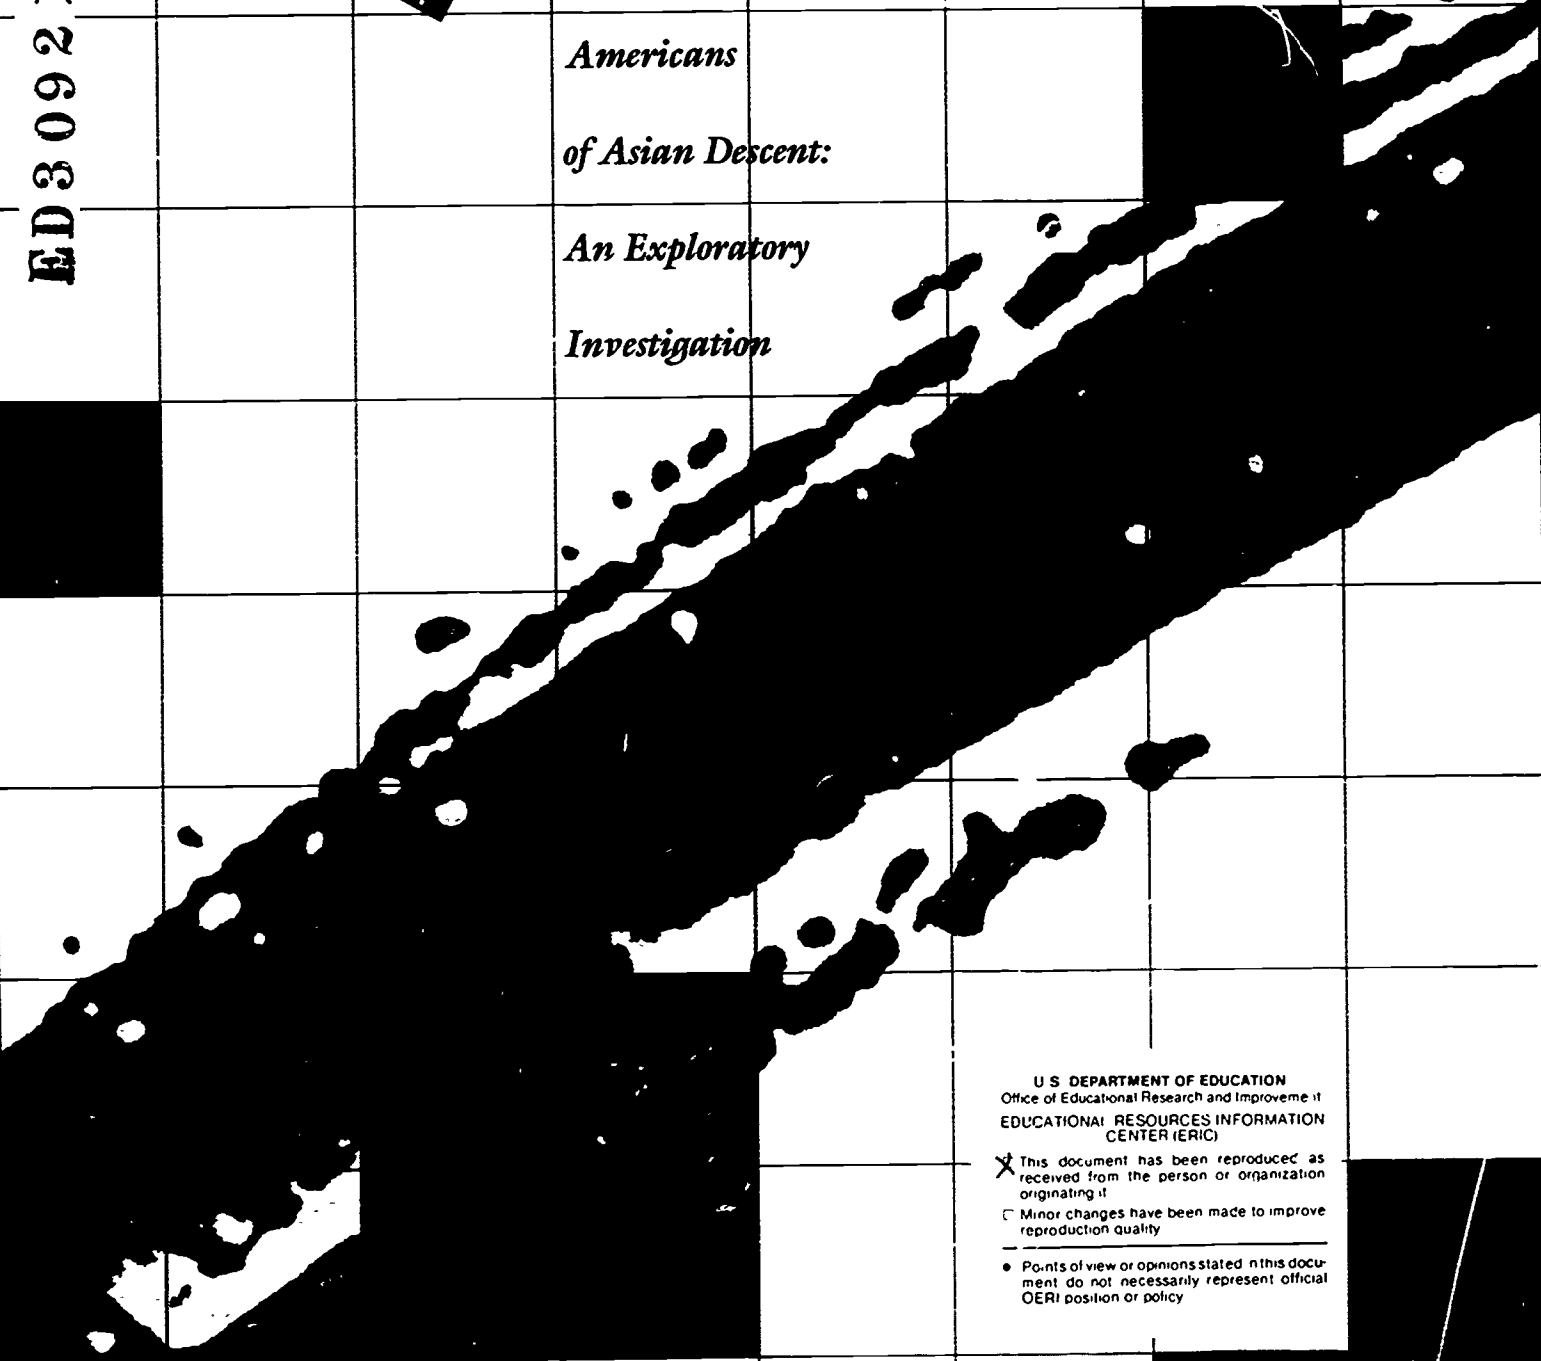 ED3092
Americans
of Asian Descent:
An Exploratory
Investigation
U S DEPARTMENT OF EDUCATION
Office of Educational Research and Improveme it
EDUCATIONAL RESOURCES INFORMATION
CENTER (ERIC)
X This document has been reproduced as
received from the person or organization
originating it
□ Minor changes have been made to improve
reproduction quality
● Points of view or opinions stated n this docu-
ment do not necessarily represent official
OERI position or policy